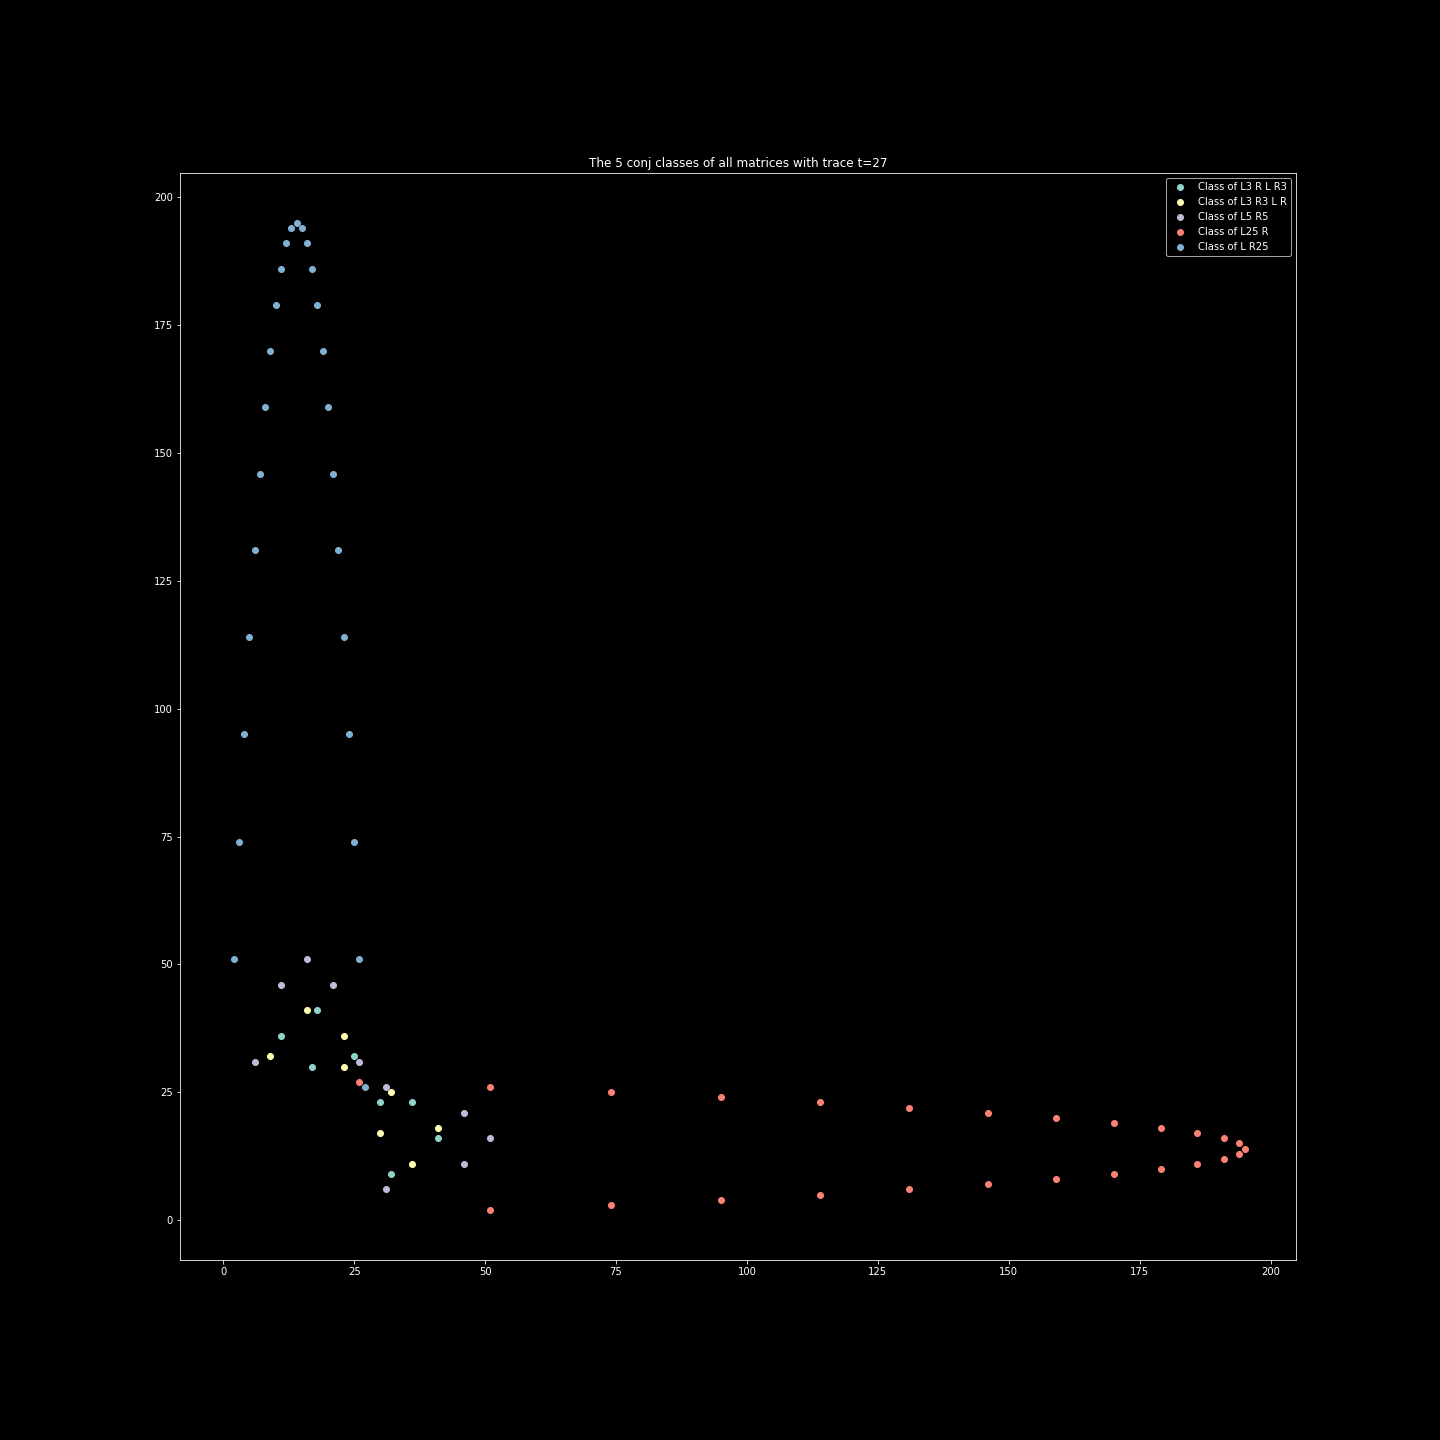 The 5 conj classes of all matrices with trace t=27
Class of L3 R L R3
Class of L3 R3 L R
Class of L5 R5
Class of L25 R
Class of L R25
200
175
150
125
100
75
50
25
0
0 25 50 75 100 125 150 175 200